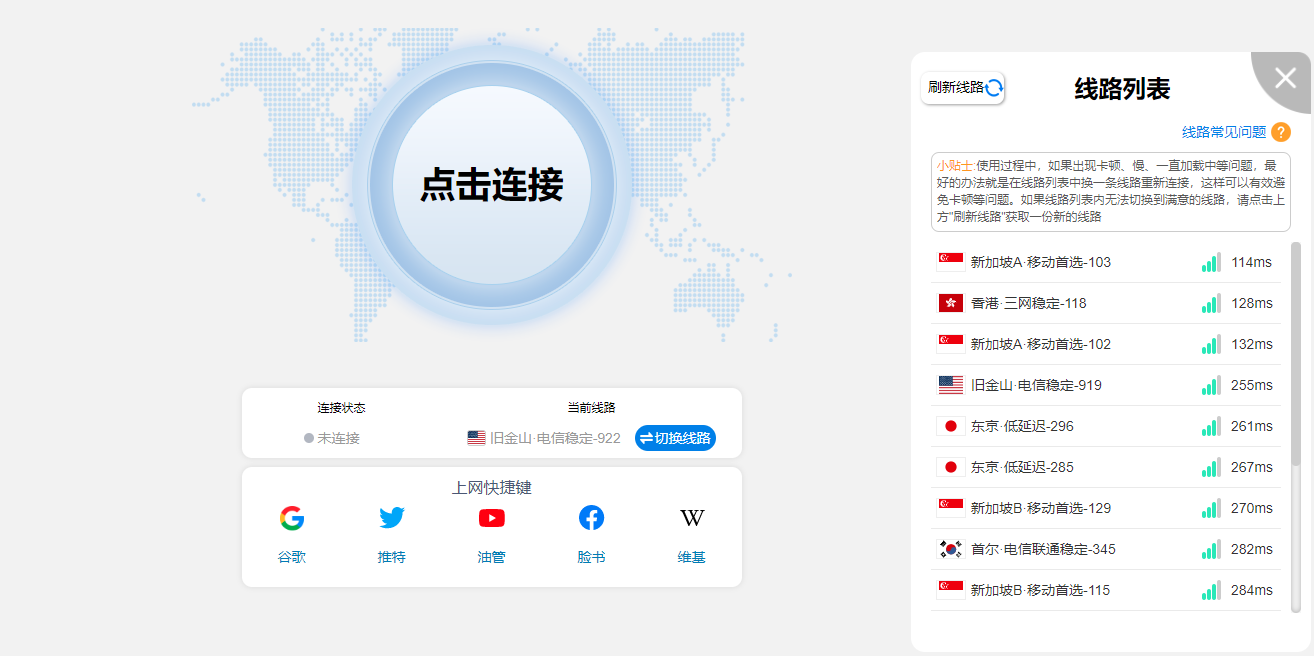 点击连接
连接状态
当前线路
未连接
旧金山·电信稳定-922
切换线路
上网快捷键
谷歌
推特
油管
脸书
W
维基
刷新线路
线路列表
线路常见问题 ?
小贴士:使用过程中，如果出现卡顿、慢、一直加载中等问题，最
好的办法就是在线路列表中换一条线路重新连接，这样可以有效避
免卡顿等问题。如果线路列表内无法切换到满意的线路，请点击上
方"刷新线路"获取一份新的线路
新加坡A·移动首选-103 114ms
香港·三网稳定-118 128ms
新加坡A·移动首选-102 132ms
旧金山·电信稳定-919 255ms
东京·低延迟-296 261ms
东京·低延迟-285 267ms
新加坡B·移动首选-129 270ms
首尔·电信联通稳定-345 282ms
新加坡B·移动首选-115 284ms